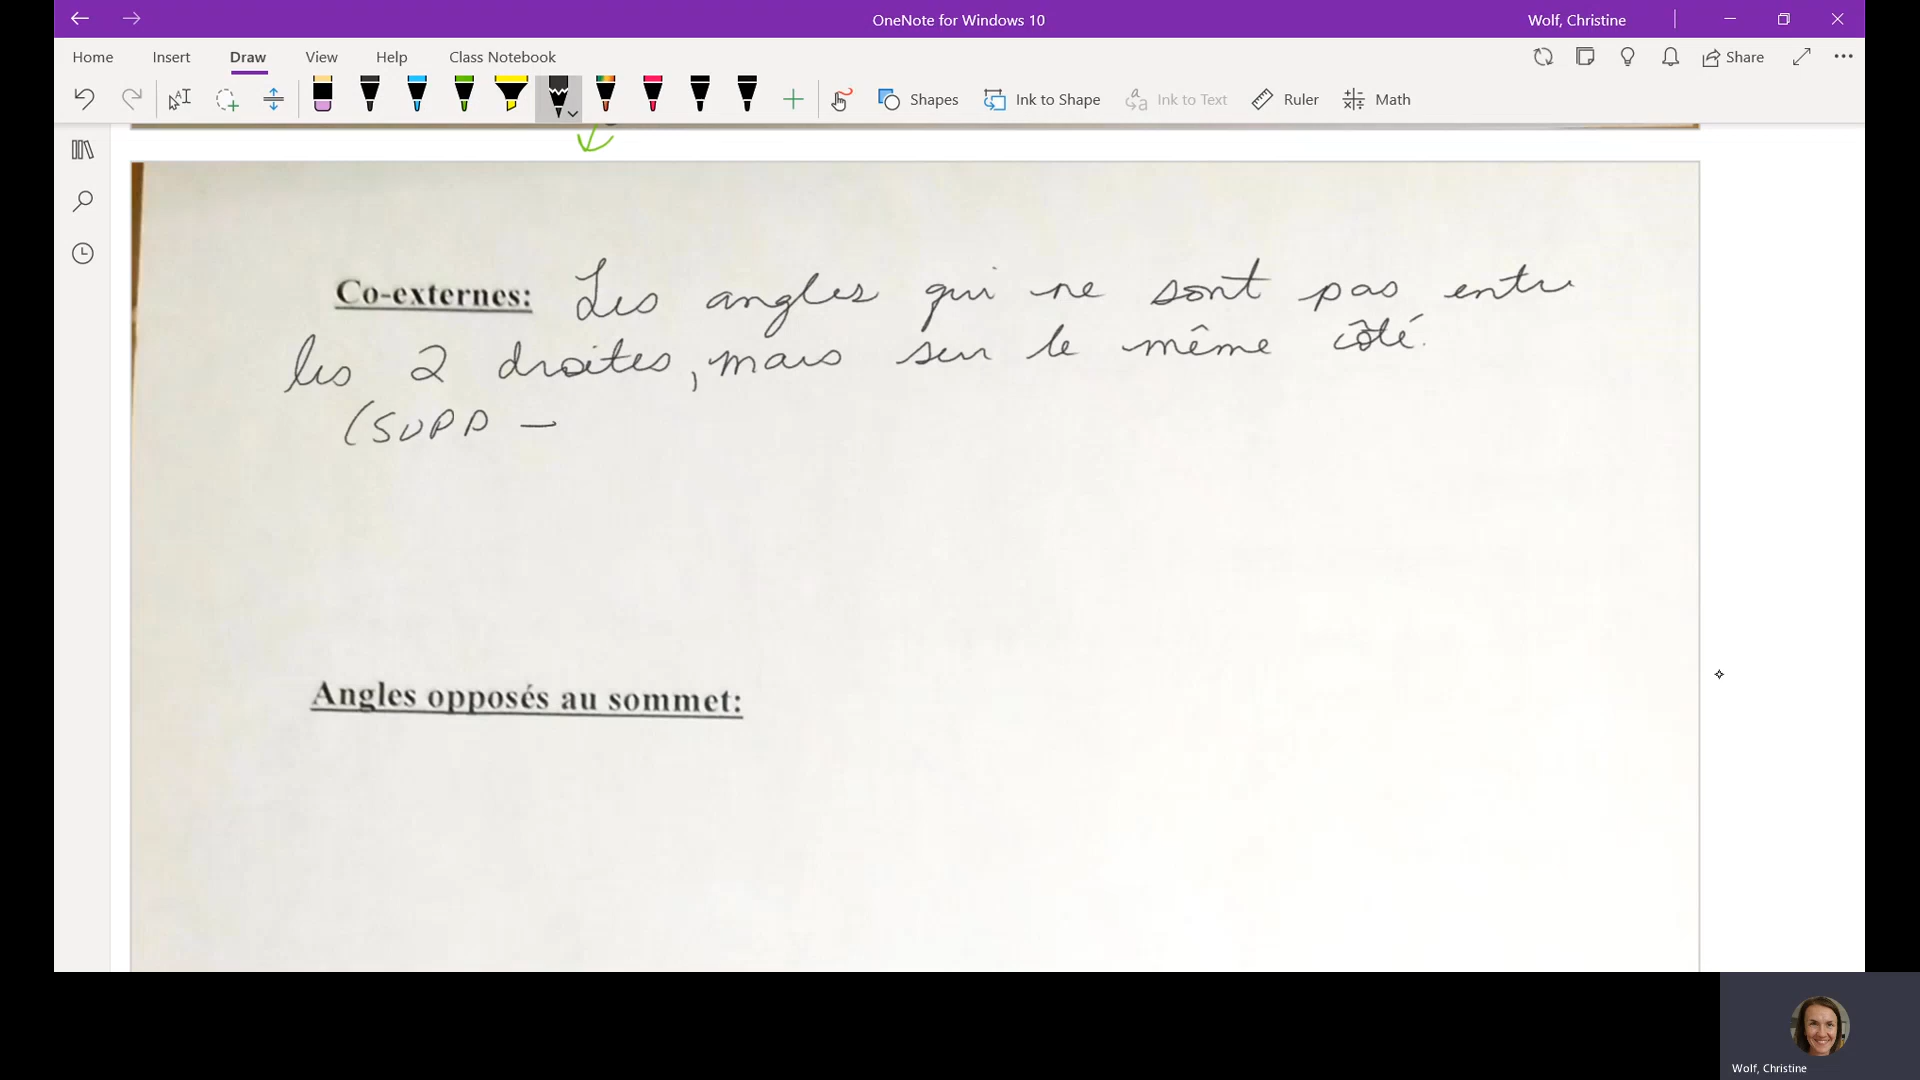 OneNote for Windows 10
Wolf, Christine
Home Insert Draw View Help Class Notebook
Share
Shapes Ink to Shape Ink to Text Ruler Math
Co-externes: Les angles qui ne sont pas entre
les 2 droites, mais sur le même côté.
(SUPP —
Angles opposés au sommet:
Wolf, Christine